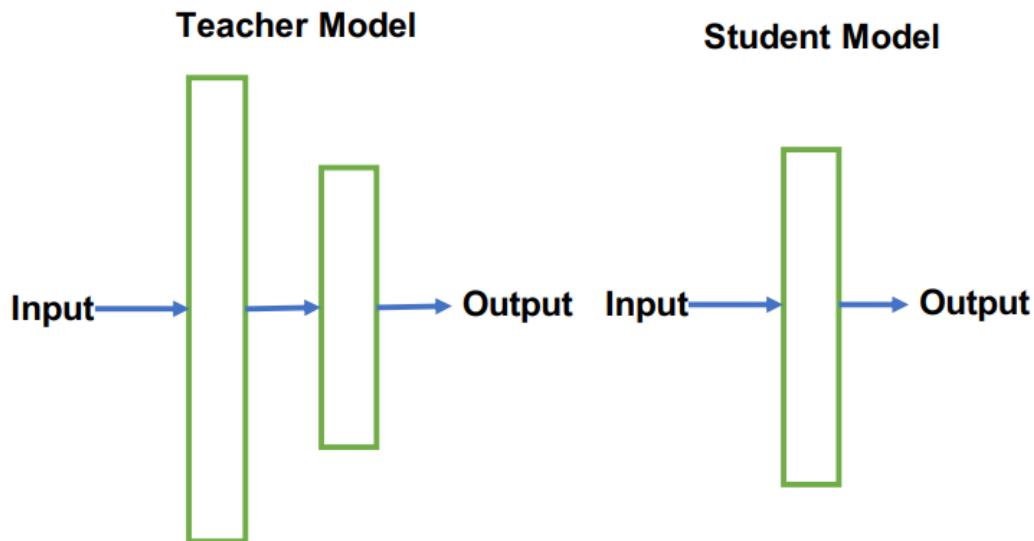 Teacher Model
Student Model
Input
Output
Input
Output